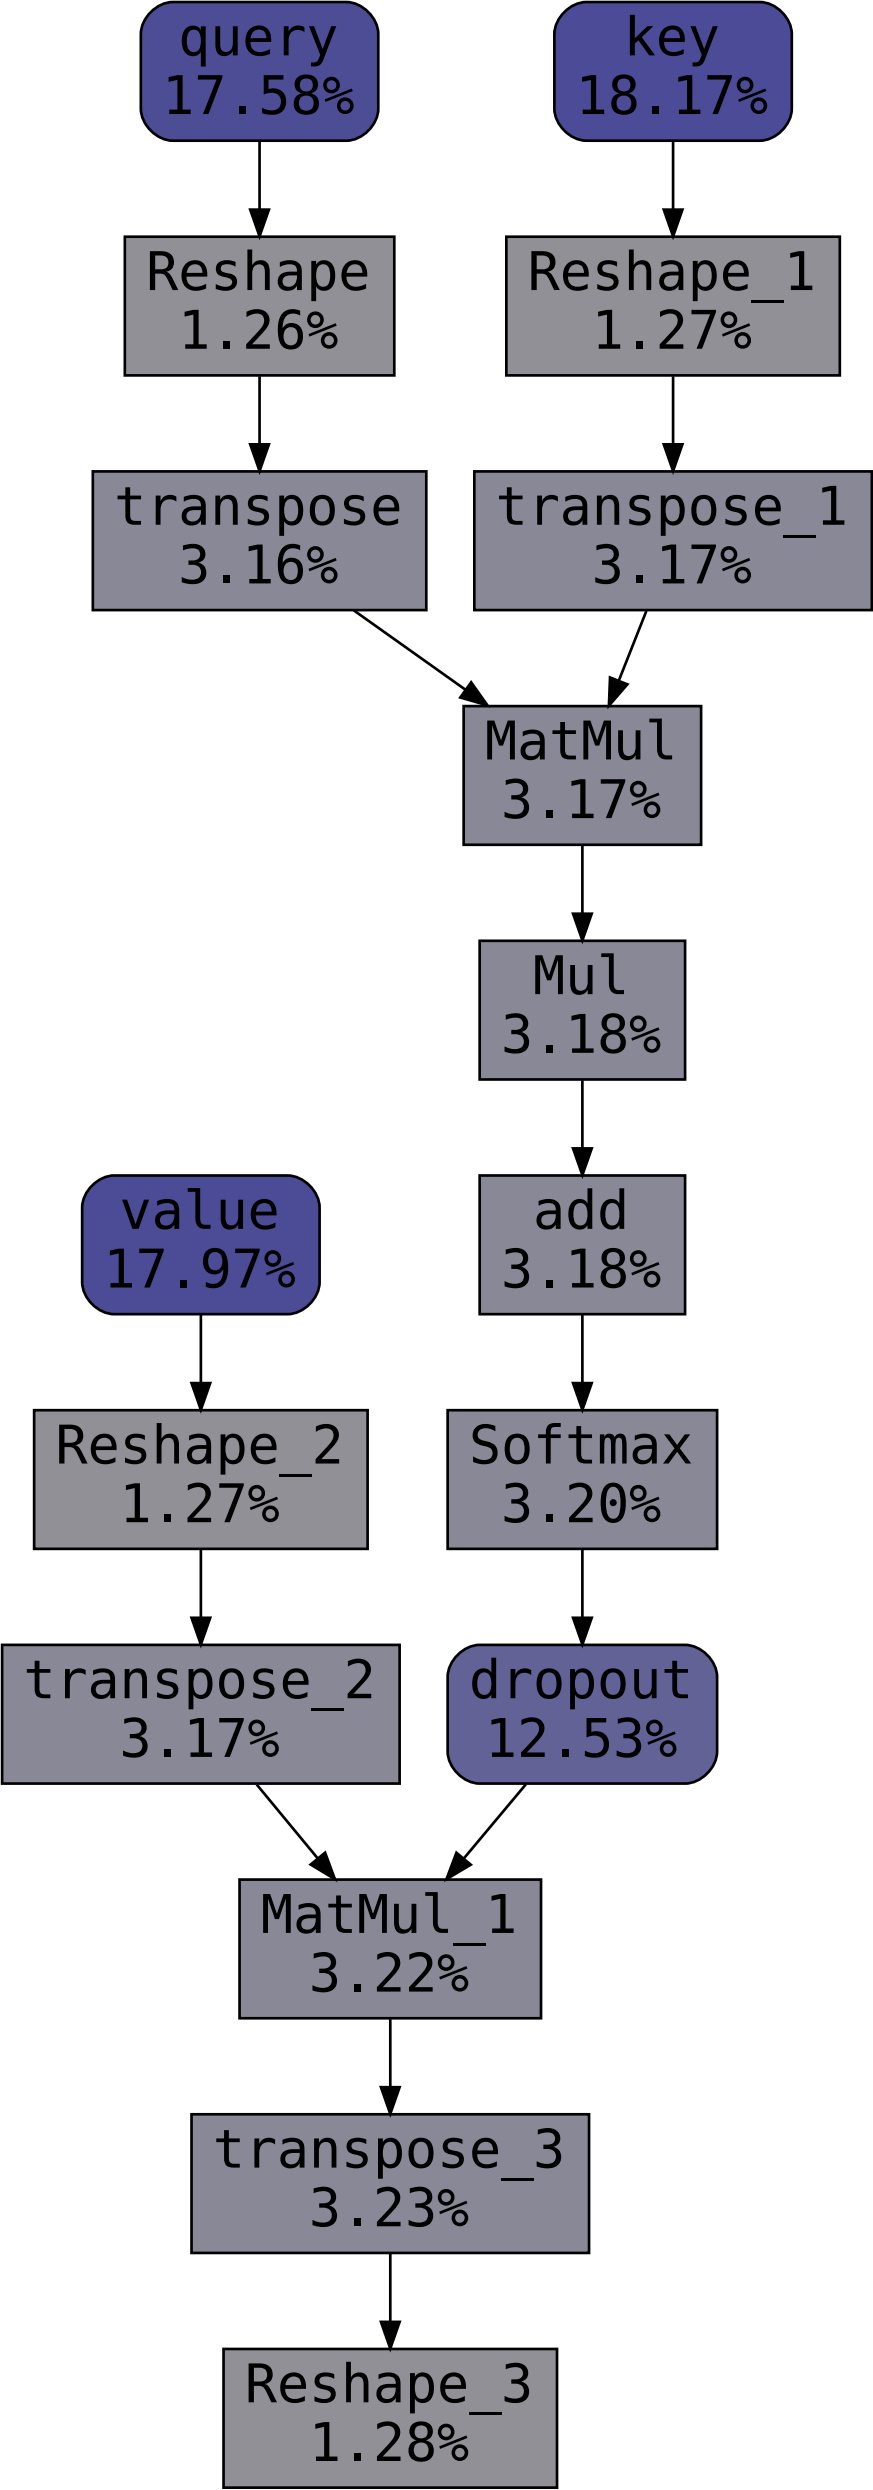 query
17.58%
key
18.17%
Reshape
1.26%
Reshape_1
1.27%
transpose
3.16%
transpose_1
3.17%
MatMul
3.17%
Mul
3.18%
value
17.97%
add
3.18%
Reshape_2
1.27%
Softmax
3.20%
transpose_2
3.17%
dropout
12.53%
MatMul_1
3.22%
transpose_3
3.23%
Reshape_3
1.28%